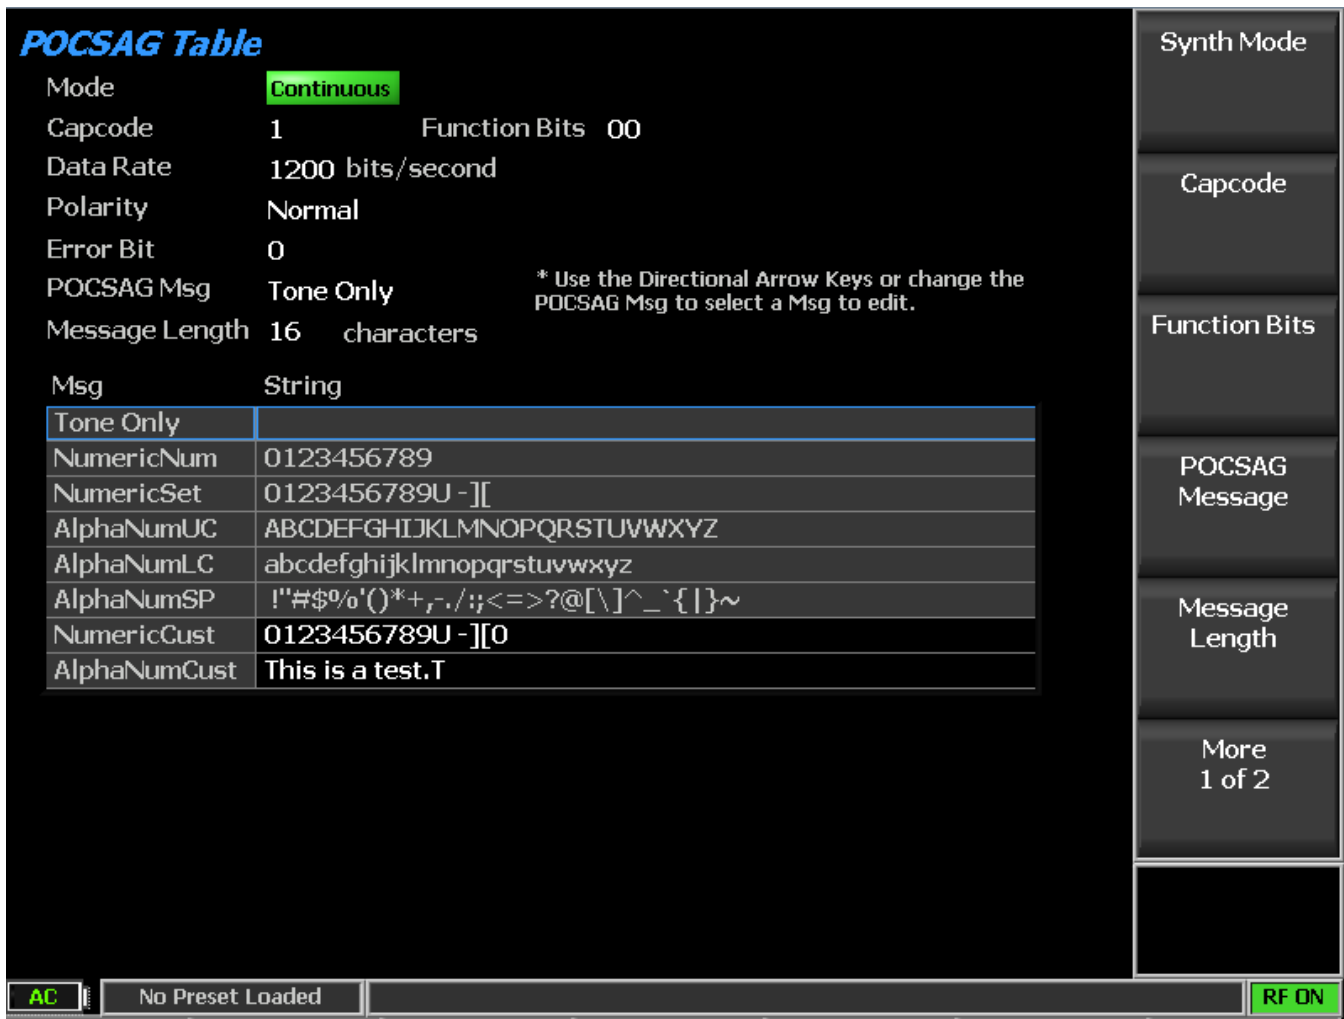 POCSAG Table
Mode Continuous
Capcode 1 Function Bits 00
Data Rate 1200 bits/second
Polarity Normal
Error Bit 0
POCSAG Msg Tone Only
* Use the Directional Arrow Keys or change the
POCSAG Msg to select a Msg to edit.
Message Length 16 characters
Msg String
Tone Only
NumericNum 0123456789
NumericSet 0123456789U -][
AlphaNumUC ABCDEFGHIJKLMNOPQRSTUVWXYZ
AlphaNumLC abcdefghijklmnopqrstuvwxyz
AlphaNumSP !"#$%'()*+,-./:;<=>?@[\]^_`{|}~
NumericCust 0123456789U -][0
AlphaNumCust This is a test.T
Synth Mode
Capcode
Function Bits
POCSAG
Message
Message
Length
More
1 of 2
AC No Preset Loaded RF ON